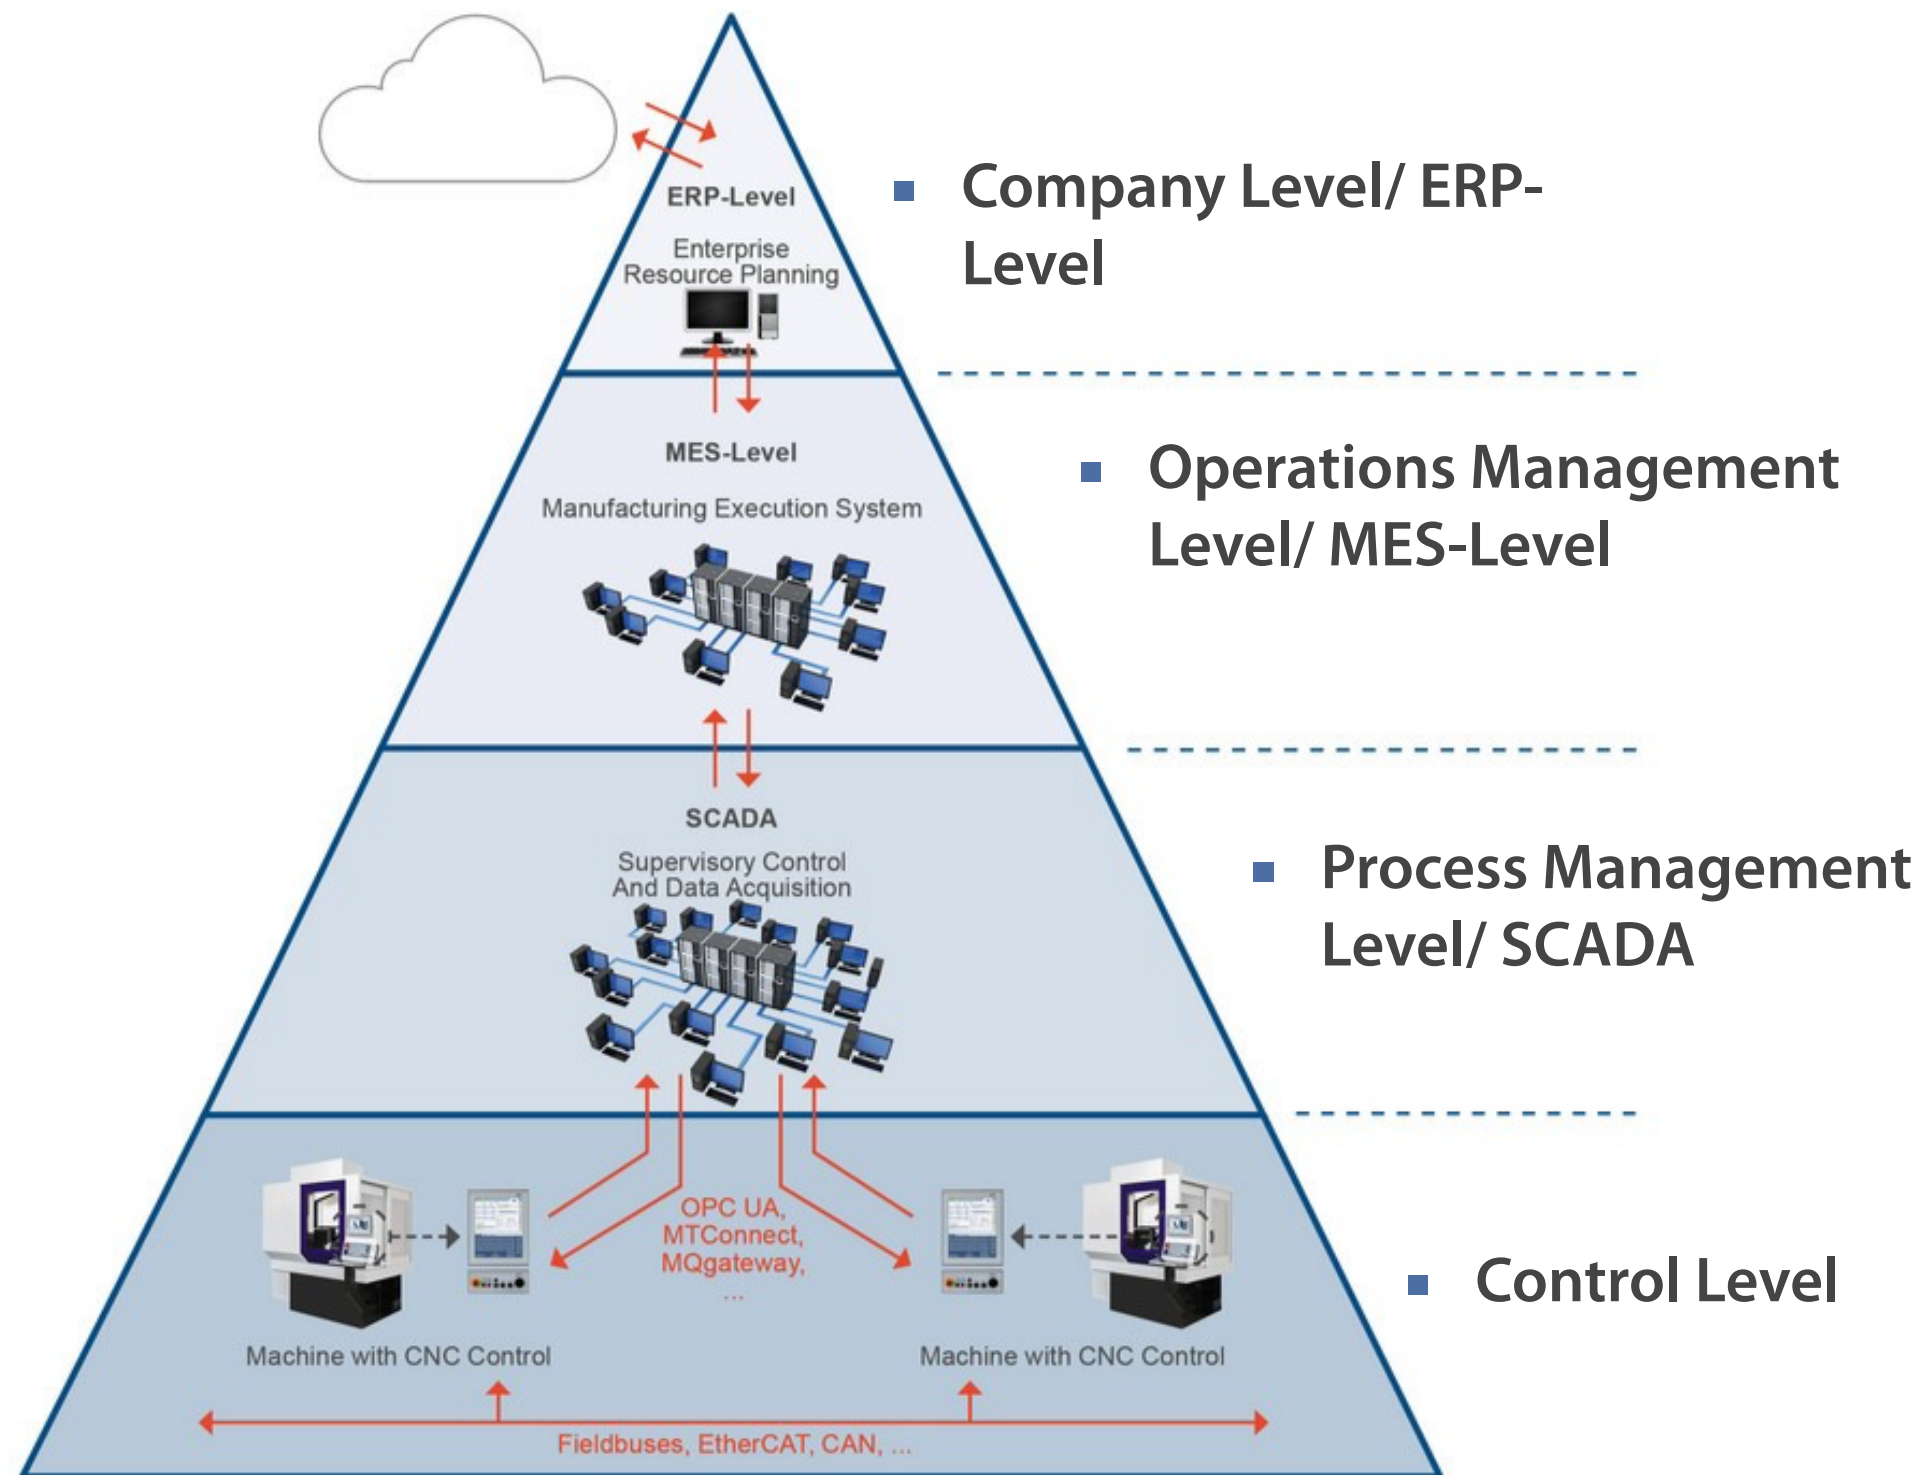 ERP-Level
Enterprise
Resource Planning
Company Level/ ERP-
Level
MES-Level
Manufacturing Execution System
Operations Management
Level/ MES-Level
SCADA
Supervisory Control
And Data Acquisition
Process Management
Level/ SCADA
OPC UA,
MTConnect,
MQgateway,
...
Machine with CNC Control
Machine with CNC Control
Control Level
Fieldbuses, EtherCAT, CAN, ...